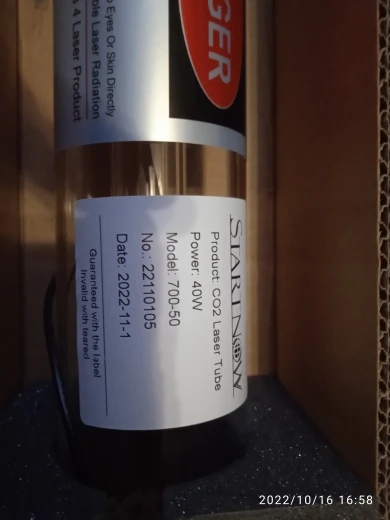 GER
o Eyes Or Skin Directly
ble Laser Radiation
4 Laser Product
STARTNOW
Product: CO2 Laser Tube
Power: 40W
Model: 700-50
No.: 22110105
Date: 2022-11-1
Guaranteed with the label
Invalid with teared
2022/10/16 16:58